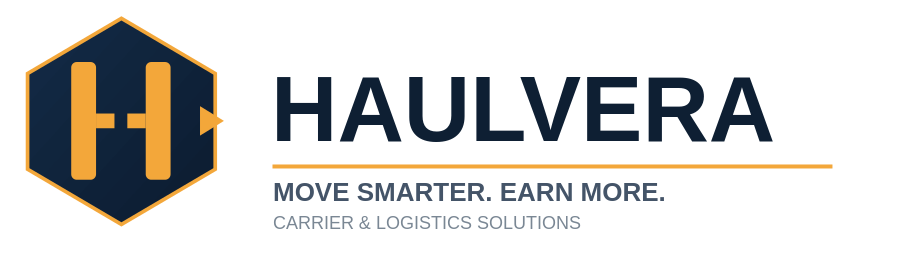 H
HAULVERA
MOVE SMARTER. EARN MORE.
CARRIER & LOGISTICS SOLUTIONS